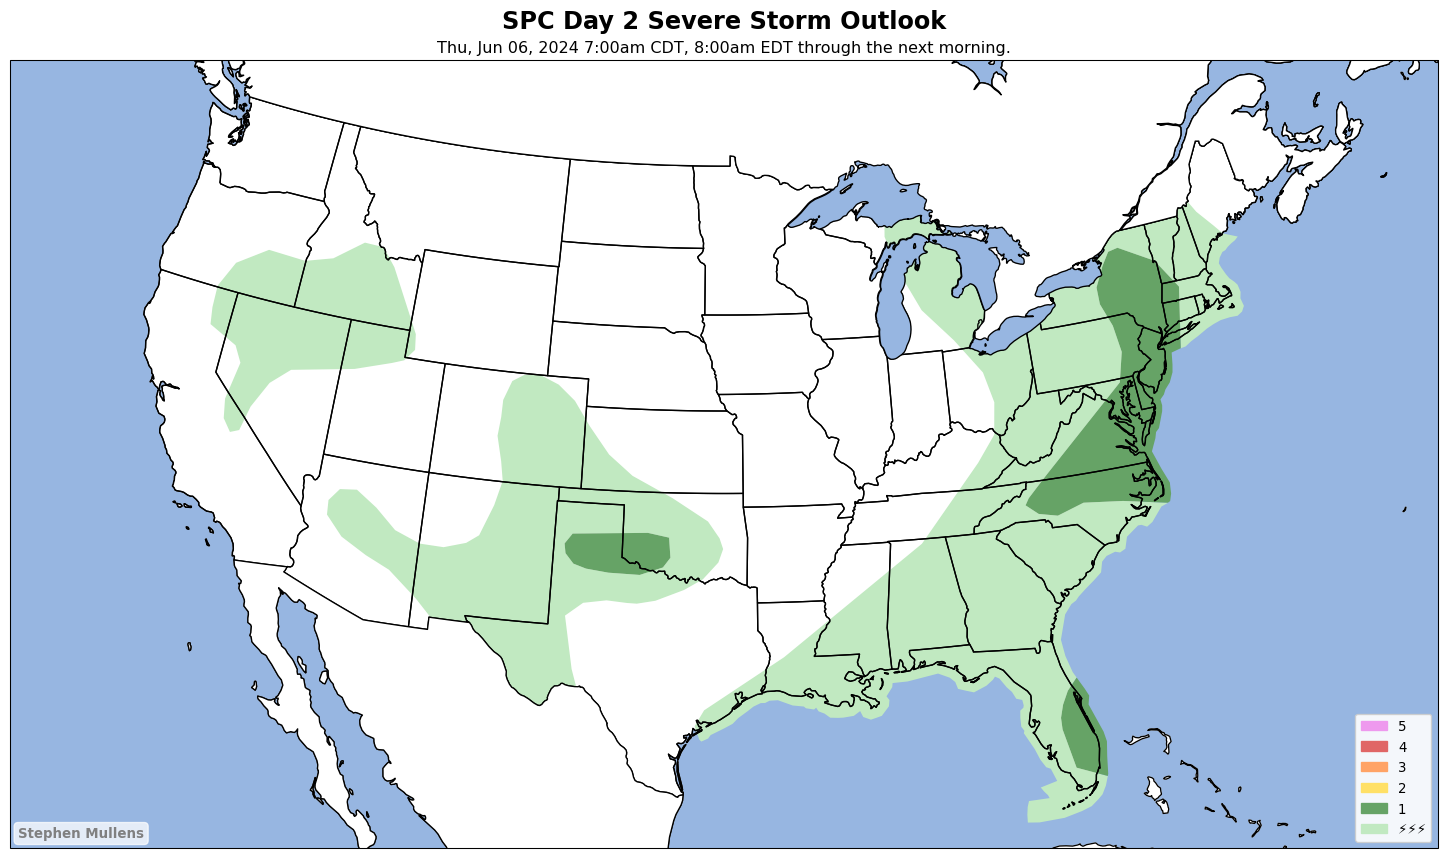 SPC Day 2 Severe Storm Outlook
Thu, Jun 06, 2024 7:00am CDT, 8:00am EDT through the next morning.
5
4
3
2
1
⚡⚡⚡
Stephen Mullens